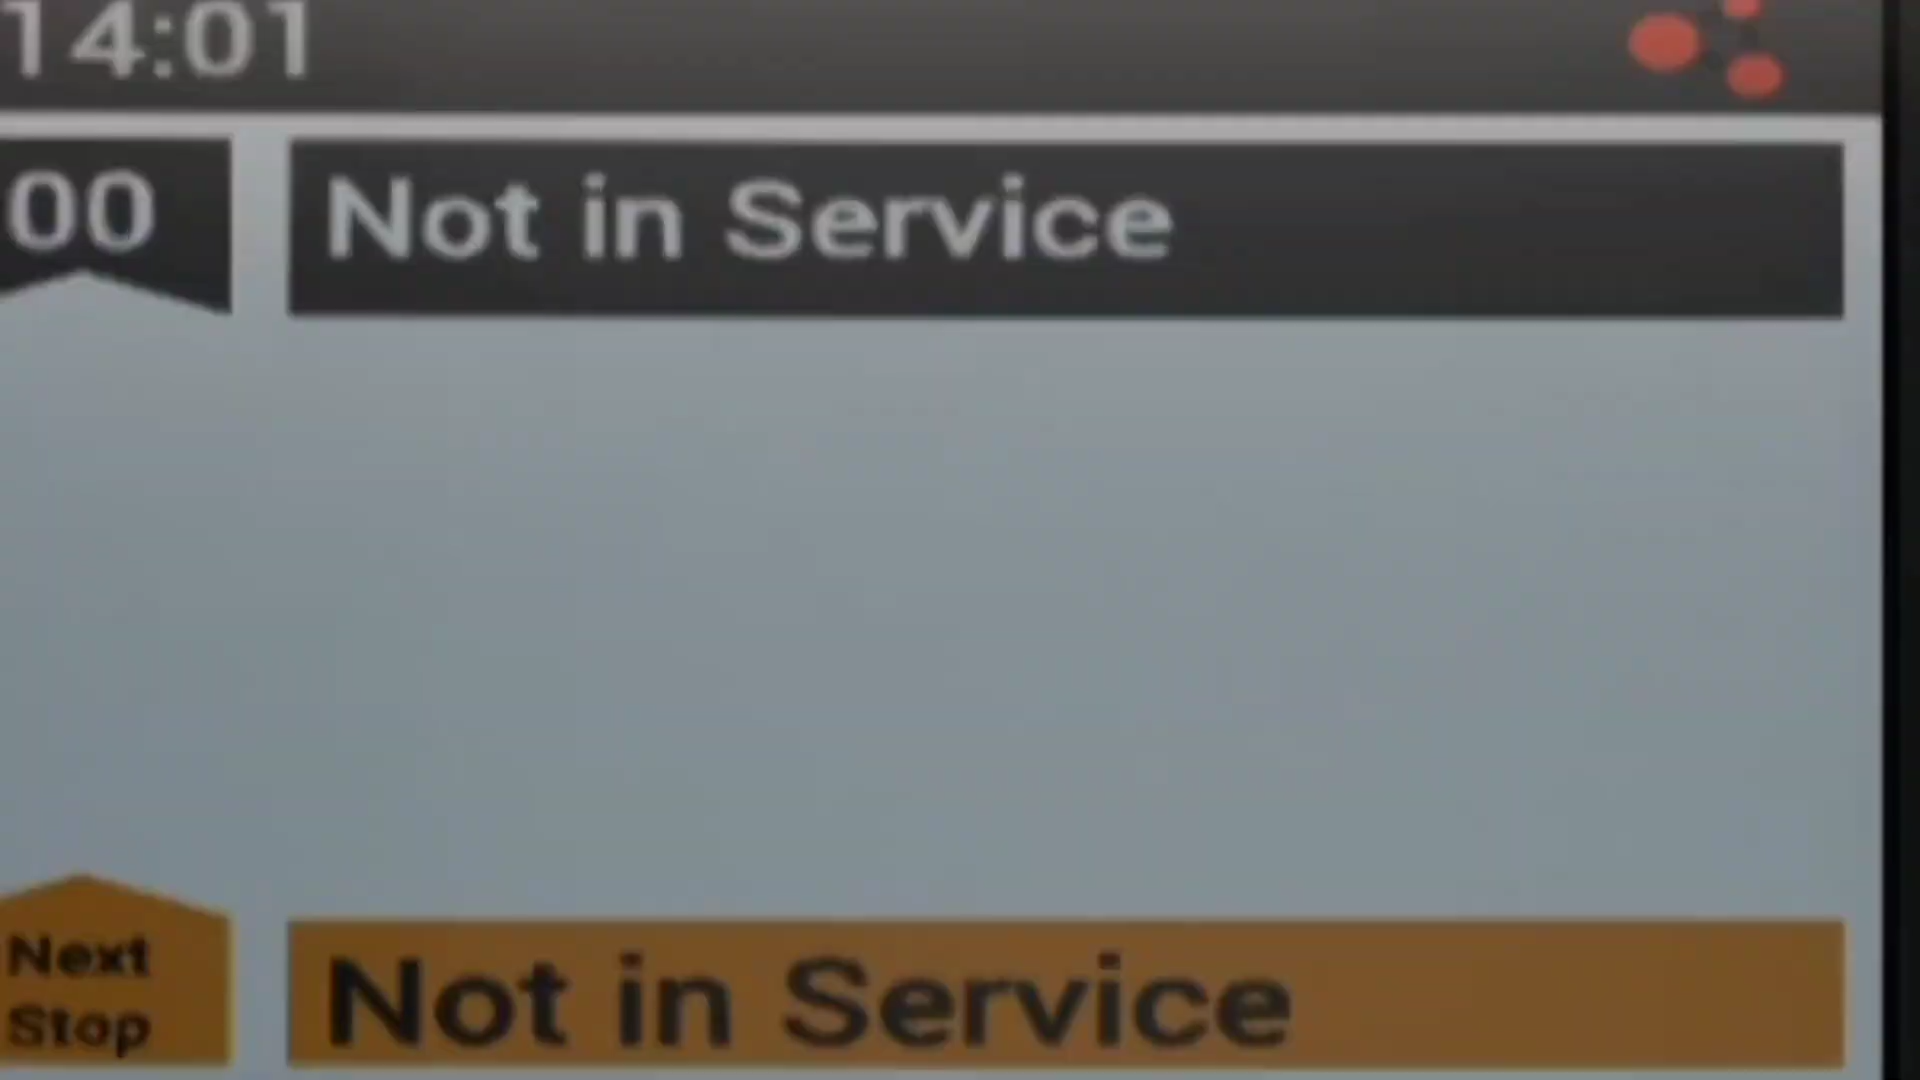 14:01
00 Not in Service
Next
Stop
Not in Service